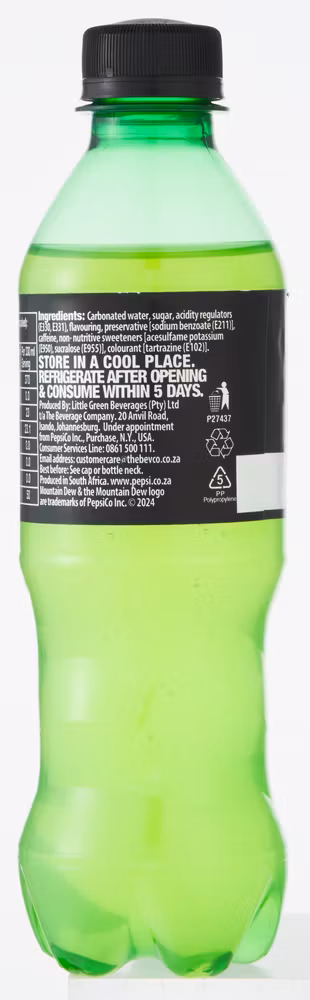 Ingredients: Carbonated water, sugar, acidity regulators
(E330, E331), flavouring, preservative [sodium benzoate (E211)],
caffeine, non- nutritive sweeteners [acesulfame potassium
(E950), sucralose (E955)], colourant [tartrazine (E102)].
STORE IN A COOL PLACE.
REFRIGERATE AFTER OPENING
& CONSUME WITHIN 5 DAYS.
Produced By: Little Green Beverages (Pty) Ltd
t/a The Beverage Company, 20 Anvil Road,
Isando, Johannesburg. Under appointment
from PepsiCo Inc., Purchase, N.Y., USA.
Consumer Services Line: 0861 500 111.
Email address: customercare@thebevco.co.za
Best before: See cap or bottle neck.
Produced in South Africa. www.pepsi.co.za
Mountain Dew & the Mountain Dew logo
are trademarks of PepsiCo Inc. © 2024
P27437
5
PP
Polypropylene
Per 330 ml
Serving